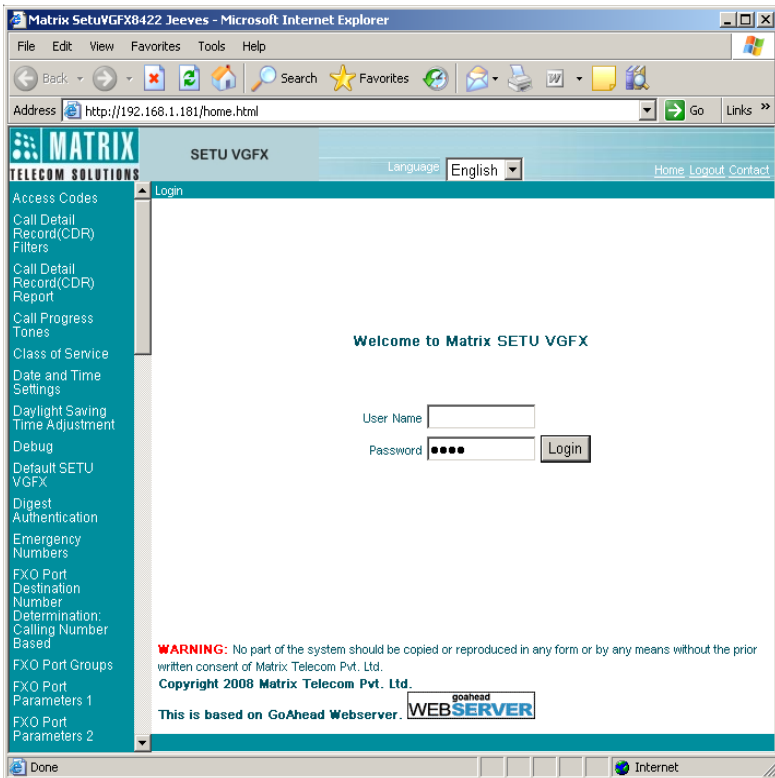 Matrix SetuVGFX8422 Jeeves - Microsoft Internet Explorer
File Edit View Favorites Tools Help
Back Search Favorites
Address http://192.168.1.181/home.html Go Links »
MATRIX
TELECOM SOLUTIONS
SETU VGFX
Language English
Home Logout Contact
Login
Access Codes
Call Detail
Record(CDR)
Filters
Call Detail
Record(CDR)
Report
Call Progress
Tones
Class of Service
Date and Time
Settings
Daylight Saving
Time Adjustment
Debug
Default SETU
VGFX
Digest
Authentication
Emergency
Numbers
FXO Port
Destination
Number
Determination:
Calling Number
Based
FXO Port Groups
FXO Port
Parameters 1
FXO Port
Parameters 2
Welcome to Matrix SETU VGFX
User Name
Password Login
WARNING: No part of the system should be copied or reproduced in any form or by any means without the prior
written consent of Matrix Telecom Pvt. Ltd.
Copyright 2008 Matrix Telecom Pvt. Ltd.
This is based on GoAhead Webserver.
goahead
WEBSERVER
Done Internet